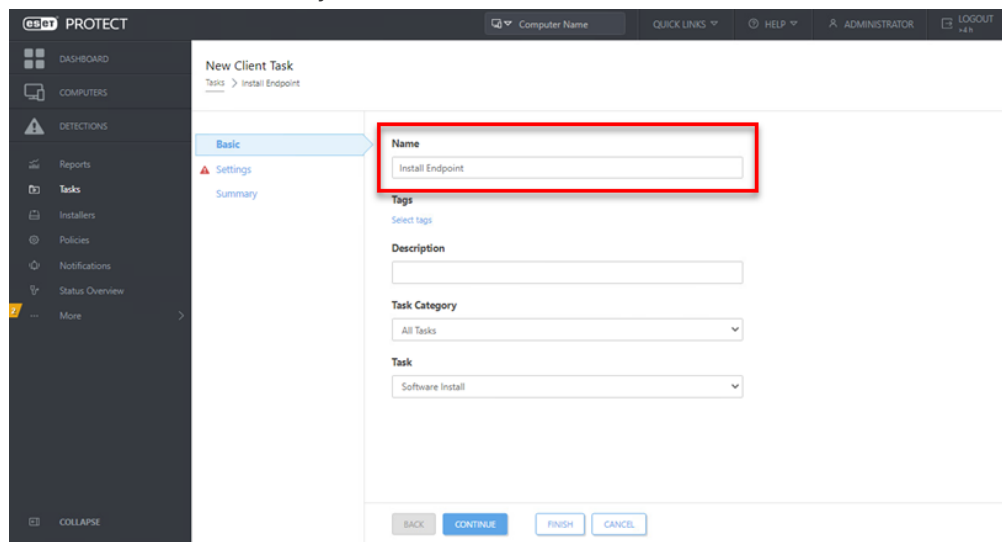 eset PROTECT
Computer Name
QUICK LINKS
HELP
ADMINISTRATOR
LOGOUT
>4 h
DASHBOARD
COMPUTERS
DETECTIONS
Reports
Tasks
Installers
Policies
Notifications
Status Overview
More
COLLAPSE
New Client Task
Tasks > Install Endpoint
Basic
Settings
Summary
Name
Install Endpoint
Tags
Select tags
Description
Task Category
All Tasks
Task
Software Install
BACK
CONTINUE
FINISH
CANCEL